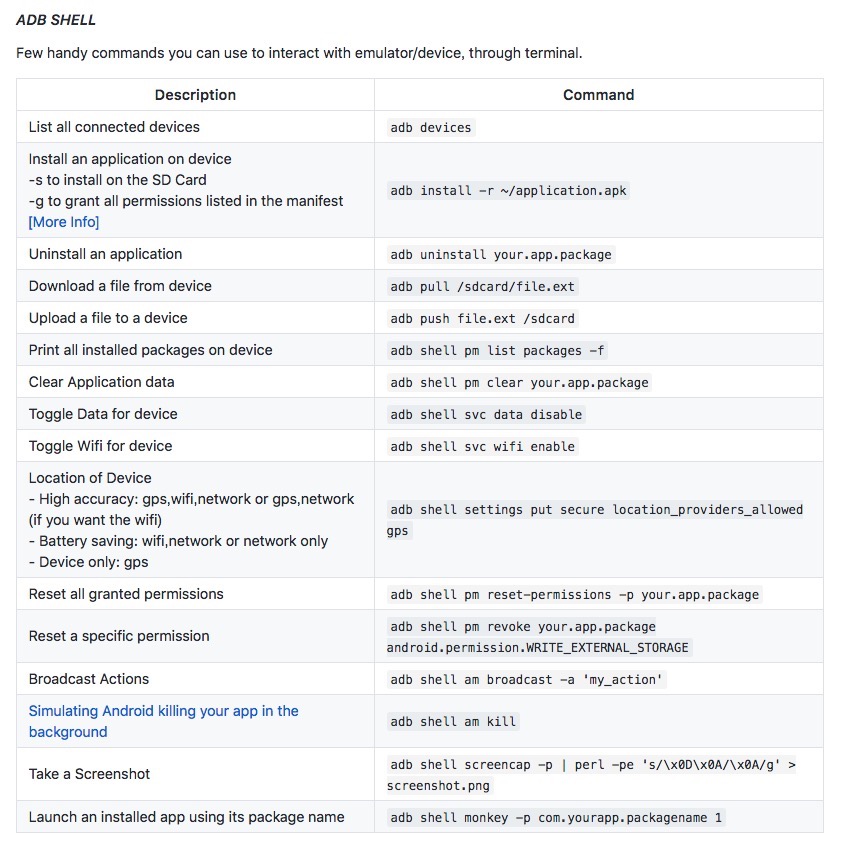 ADB SHELL
Few handy commands you can use to interact with emulator/device, through terminal.
Description
Command
List all connected devices
adb devices
Install an application on device
-s to install on the SD Card
-g to grant all permissions listed in the manifest
[More Info]
adb install -r ~/application.apk
Uninstall an application
adb uninstall your.app.package
Download a file from device
adb pull /sdcard/file.ext
Upload a file to a device
adb push file.ext /sdcard
Print all installed packages on device
adb shell pm list packages -f
Clear Application data
adb shell pm clear your.app.package
Toggle Data for device
adb shell svc data disable
Toggle Wifi for device
adb shell svc wifi enable
Location of Device
- High accuracy: gps,wifi,network or gps,network
(if you want the wifi)
- Battery saving: wifi,network or network only
- Device only: gps
adb shell settings put secure location_providers_allowed
gps
Reset all granted permissions
adb shell pm reset-permissions -p your.app.package
Reset a specific permission
adb shell pm revoke your.app.package
android.permission.WRITE_EXTERNAL_STORAGE
Broadcast Actions
adb shell am broadcast -a 'my_action'
Simulating Android killing your app in the
background
adb shell am kill
Take a Screenshot
adb shell screencap -p | perl -pe 's/\x0D\x0A/\x0A/g' >
screenshot.png
Launch an installed app using its package name
adb shell monkey -p com.yourapp.packagename 1